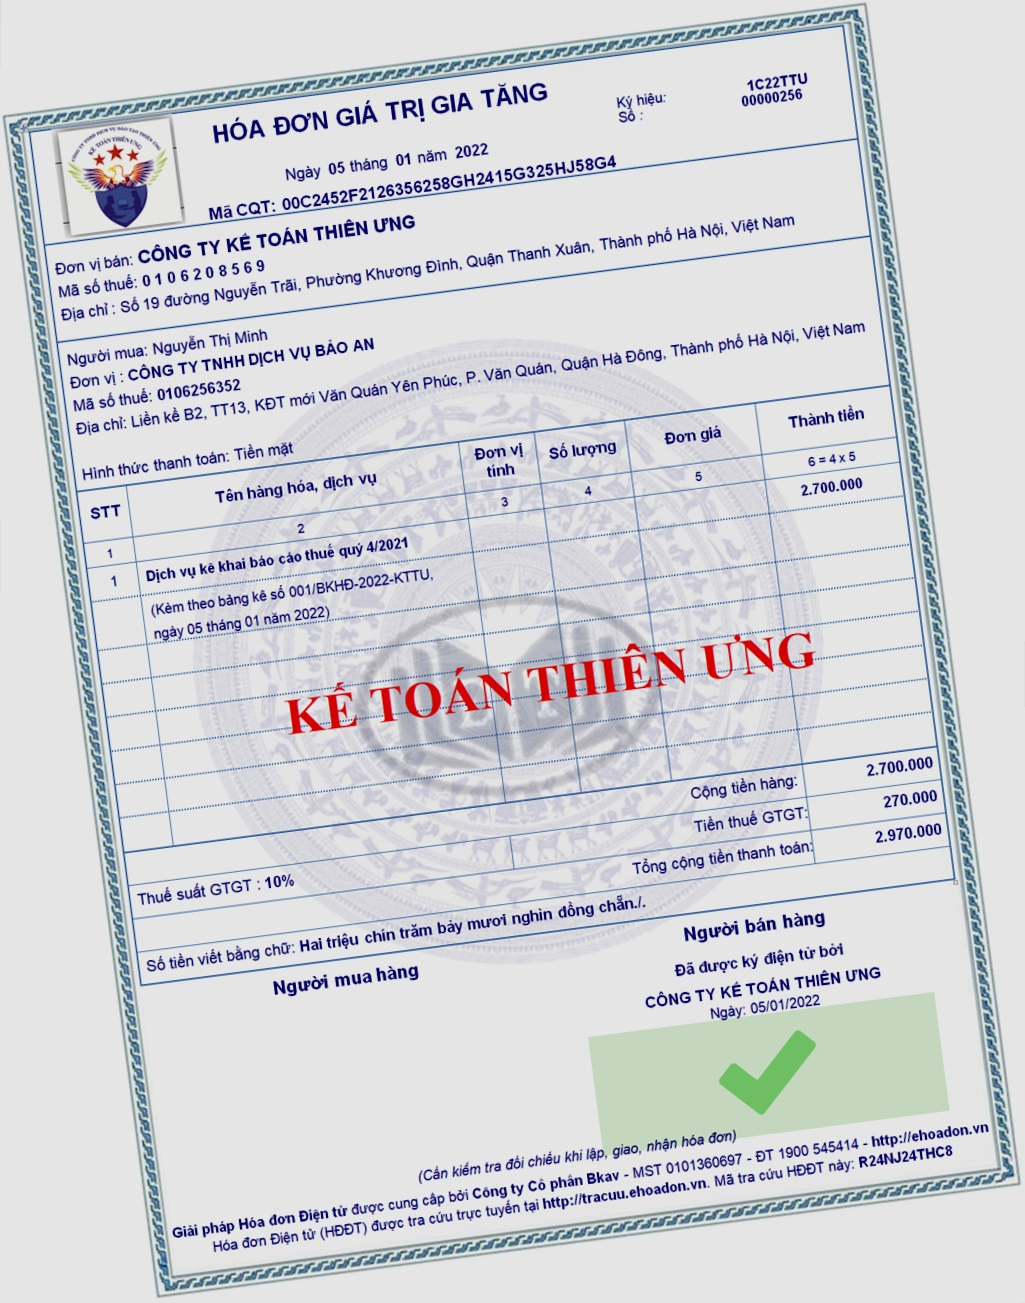 CÔNG TY TNHH DỊCH VỤ ĐÀO TẠO THIÊN ƯNG
KẾ TOÁN THIÊN ƯNG
HÓA ĐƠN GIÁ TRỊ GIA TĂNG
Ký hiệu: 1C22TTU
Số : 00000256
Ngày 05 tháng 01 năm 2022
Mã CQT: 00C2452F2126356258GH2415G325HJ58G4
Đơn vị bán: CÔNG TY KẾ TOÁN THIÊN ƯNG
Mã số thuế: 0 1 0 6 2 0 8 5 6 9
Địa chỉ : Số 19 đường Nguyễn Trãi, Phường Khương Đình, Quận Thanh Xuân, Thành phố Hà Nội, Việt Nam
Người mua: Nguyễn Thị Minh
Đơn vị : CÔNG TY TNHH DỊCH VỤ BẢO AN
Mã số thuế: 0106256352
Địa chỉ: Liền kề B2, TT13, KĐT mới Văn Quán Yên Phúc, P. Văn Quán, Quận Hà Đông, Thành phố Hà Nội, Việt Nam
Hình thức thanh toán: Tiền mặt
STT Tên hàng hóa, dịch vụ Đơn vị tính Số lượng Đơn giá Thành tiền
1 2 3 4 5 6 = 4 x 5
1 Dịch vụ kê khai báo cáo thuế quý 4/2021 2.700.000
(Kèm theo bảng kê số 001/BKHĐ-2022-KTTU,
ngày 05 tháng 01 năm 2022)
KẾ TOÁN THIÊN ƯNG
Cộng tiền hàng: 2.700.000
Thuế suất GTGT : 10% Tiền thuế GTGT: 270.000
Tổng cộng tiền thanh toán: 2.970.000
Số tiền viết bằng chữ: Hai triệu chín trăm bảy mươi nghìn đồng chẵn./.
Người mua hàng Người bán hàng
Đã được ký điện tử bởi
CÔNG TY KẾ TOÁN THIÊN ƯNG
Ngày: 05/01/2022
(Cần kiểm tra đối chiếu khi lập, giao, nhận hóa đơn)
Giải pháp Hóa đơn Điện tử được cung cấp bởi Công ty Cổ phần Bkav - MST 0101360697 - ĐT 1900 545414 - http://ehoadon.vn
Hóa đơn Điện tử (HĐĐT) được tra cứu trực tuyến tại http://tracuu.ehoadon.vn. Mã tra cứu HĐĐT này: R24NJ24THC8